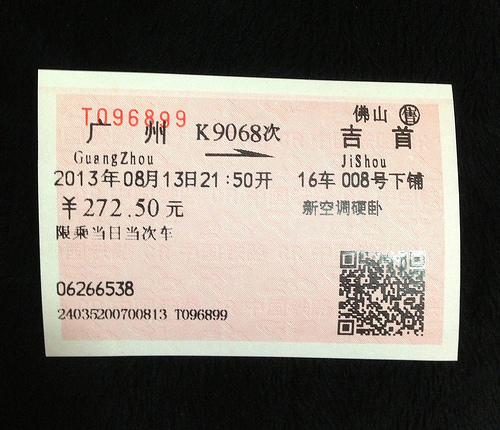 T096899 佛山 售
广州 K9068次 吉首
GuangZhou JiShou
2013年08月13日21:50开 16车 008号下铺
￥272.50元 新空调硬卧
限乘当日当次车
06266538
24035200700813 T096899